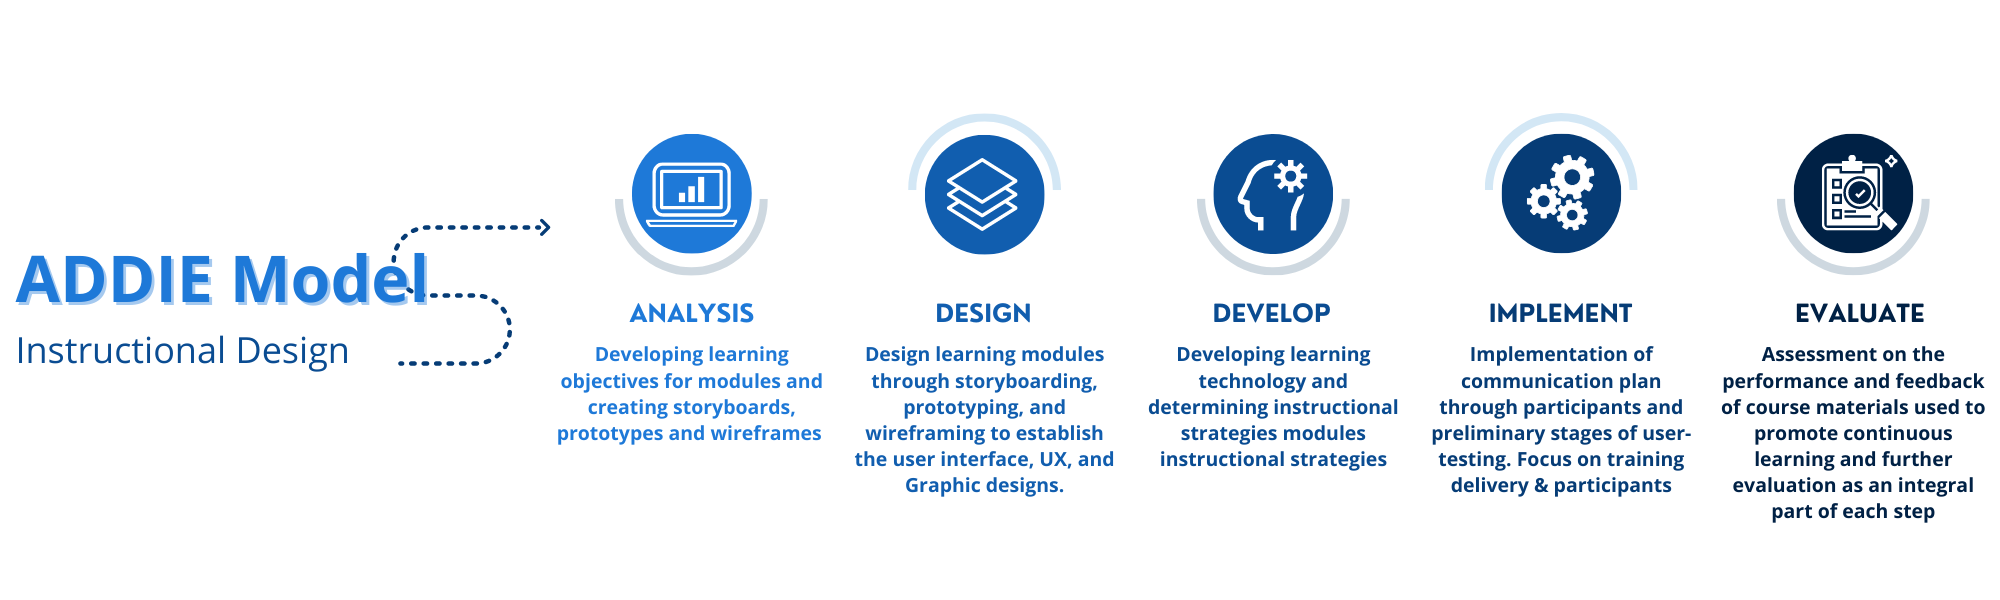 ADDIE Model
Instructional Design
ANALYSIS
Developing learning
objectives for modules and
creating storyboards,
prototypes and wireframes
DESIGN
Design learning modules
through storyboarding,
prototyping, and
wireframing to establish
the user interface, UX, and
Graphic designs.
DEVELOP
Developing learning
technology and
determining instructional
strategies modules
instructional strategies
IMPLEMENT
Implementation of
communication plan
through participants and
preliminary stages of user-
testing. Focus on training
delivery & participants
EVALUATE
Assessment on the
performance and feedback
of course materials used to
promote continuous
learning and further
evaluation as an integral
part of each step